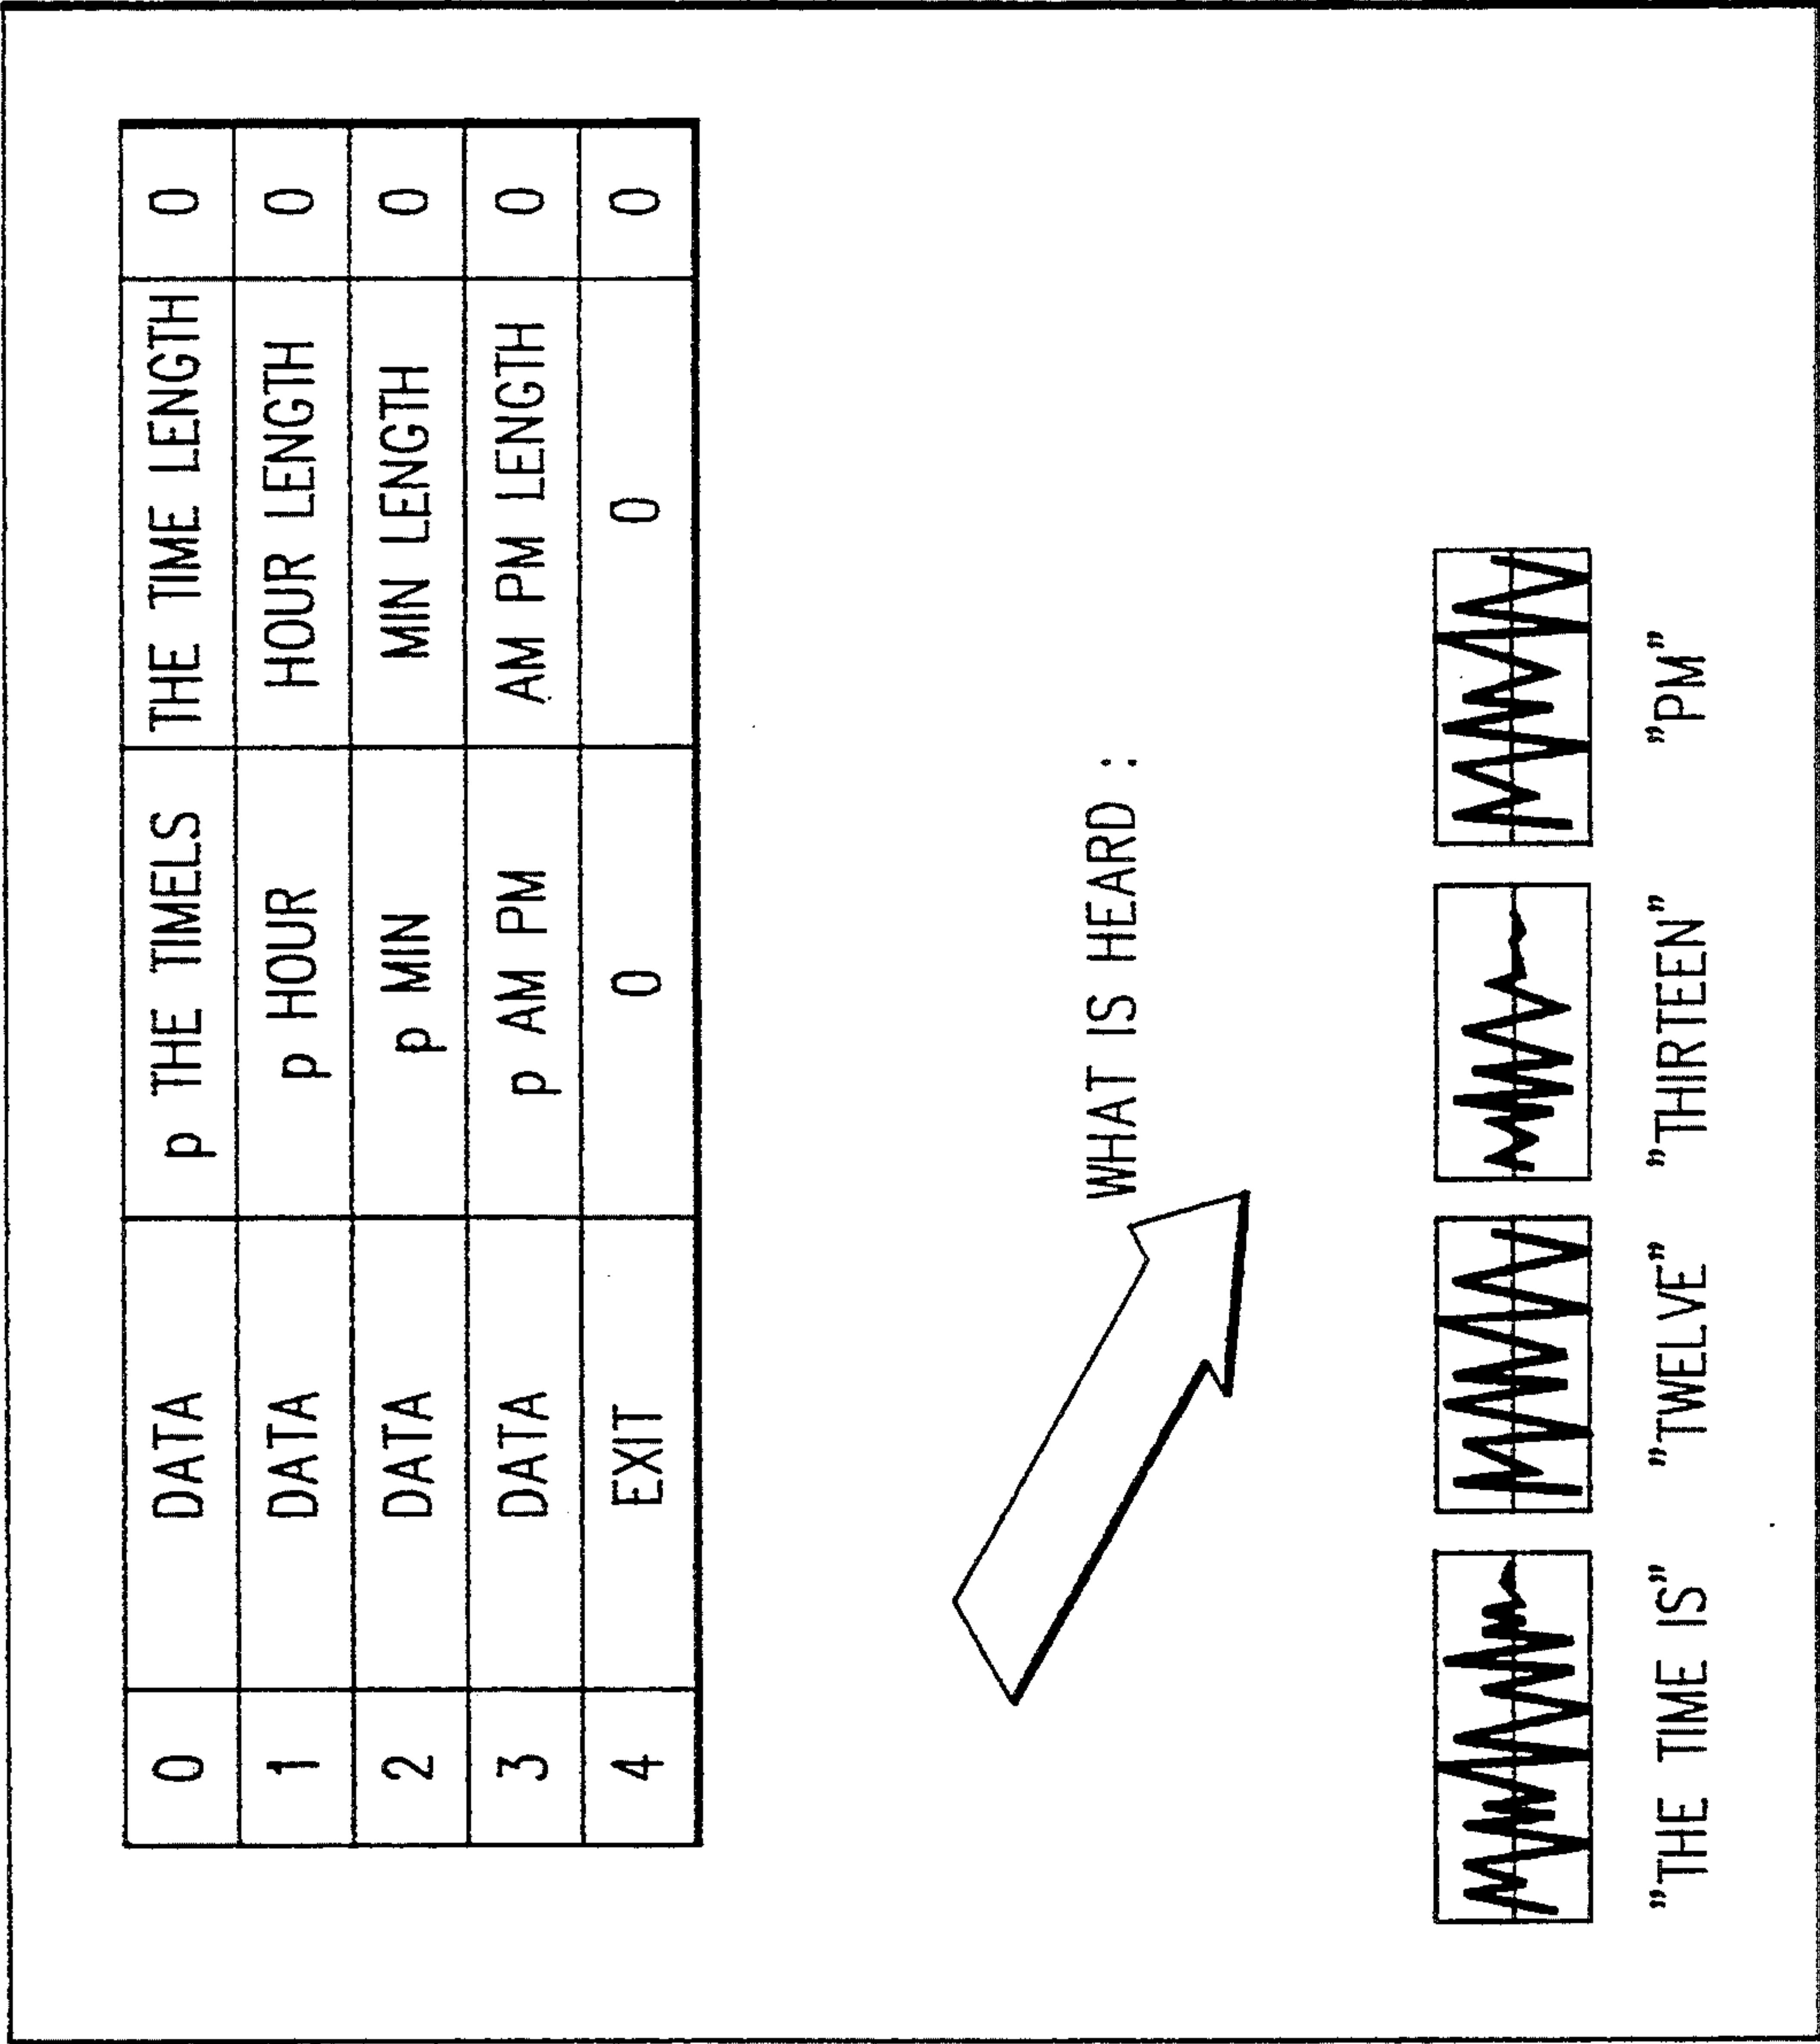 0 DATA p THE TIMELS THE TIME LENGTH 0
1 DATA p HOUR HOUR LENGTH 0
2 DATA p MIN MIN LENGTH 0
3 DATA p AM PM AM PM LENGTH 0
4 EXIT 0 0 0
WHAT IS HEARD :
"THE TIME IS" "TWELVE" "THIRTEEN" "PM"